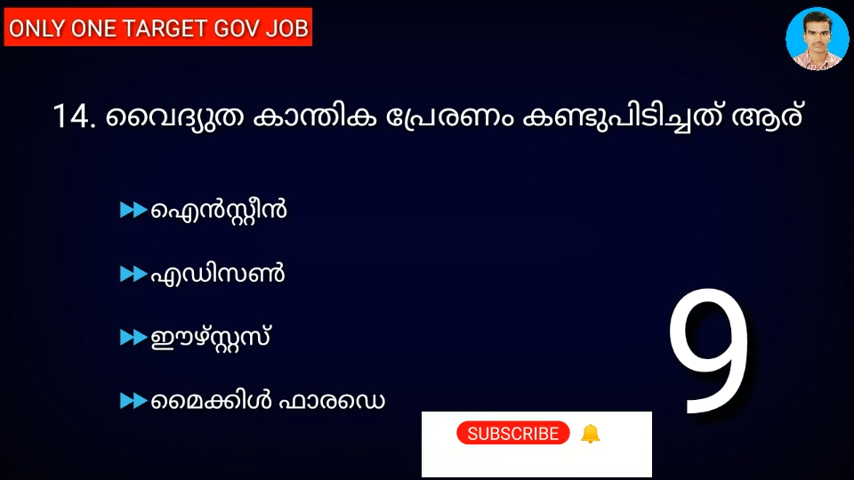 ONLY ONE TARGET GOV JOB
14. വൈദ്യുത കാന്തിക പ്രേരണം കണ്ടുപിടിച്ചത് ആര്
ഐൻസ്റ്റീൻ
എഡിസൺ
ഈഴ്സ്റ്റസ്
മൈക്കിൾ ഫാരഡെ
9
SUBSCRIBE